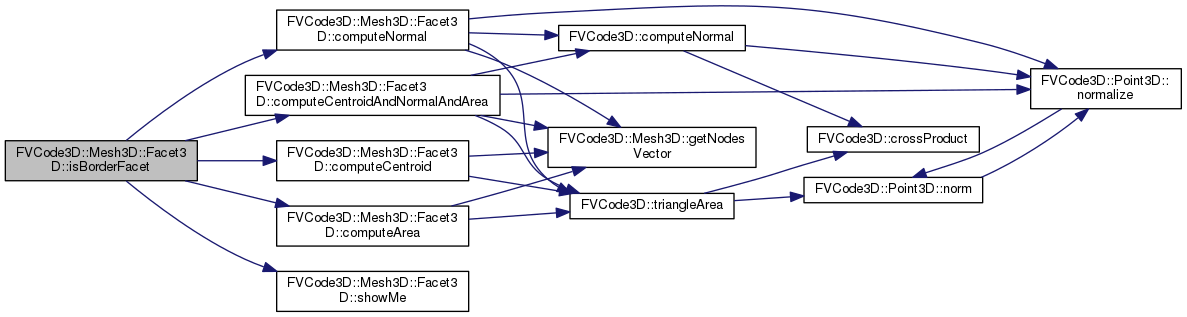 FVCode3D::Mesh3D::Facet3
D::isBorderFacet
FVCode3D::Mesh3D::Facet3
D::computeNormal
FVCode3D::Mesh3D::Facet3
D::computeCentroidAndNormalAndArea
FVCode3D::Mesh3D::Facet3
D::computeCentroid
FVCode3D::Mesh3D::Facet3
D::computeArea
FVCode3D::Mesh3D::Facet3
D::showMe
FVCode3D::computeNormal
FVCode3D::Mesh3D::getNodes
Vector
FVCode3D::triangleArea
FVCode3D::crossProduct
FVCode3D::Point3D::norm
FVCode3D::Point3D::
normalize